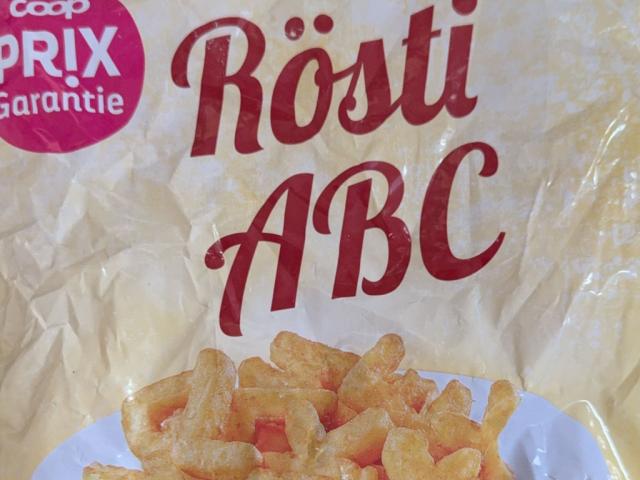 coop
PR!X
Garantie
Rösti
ABC